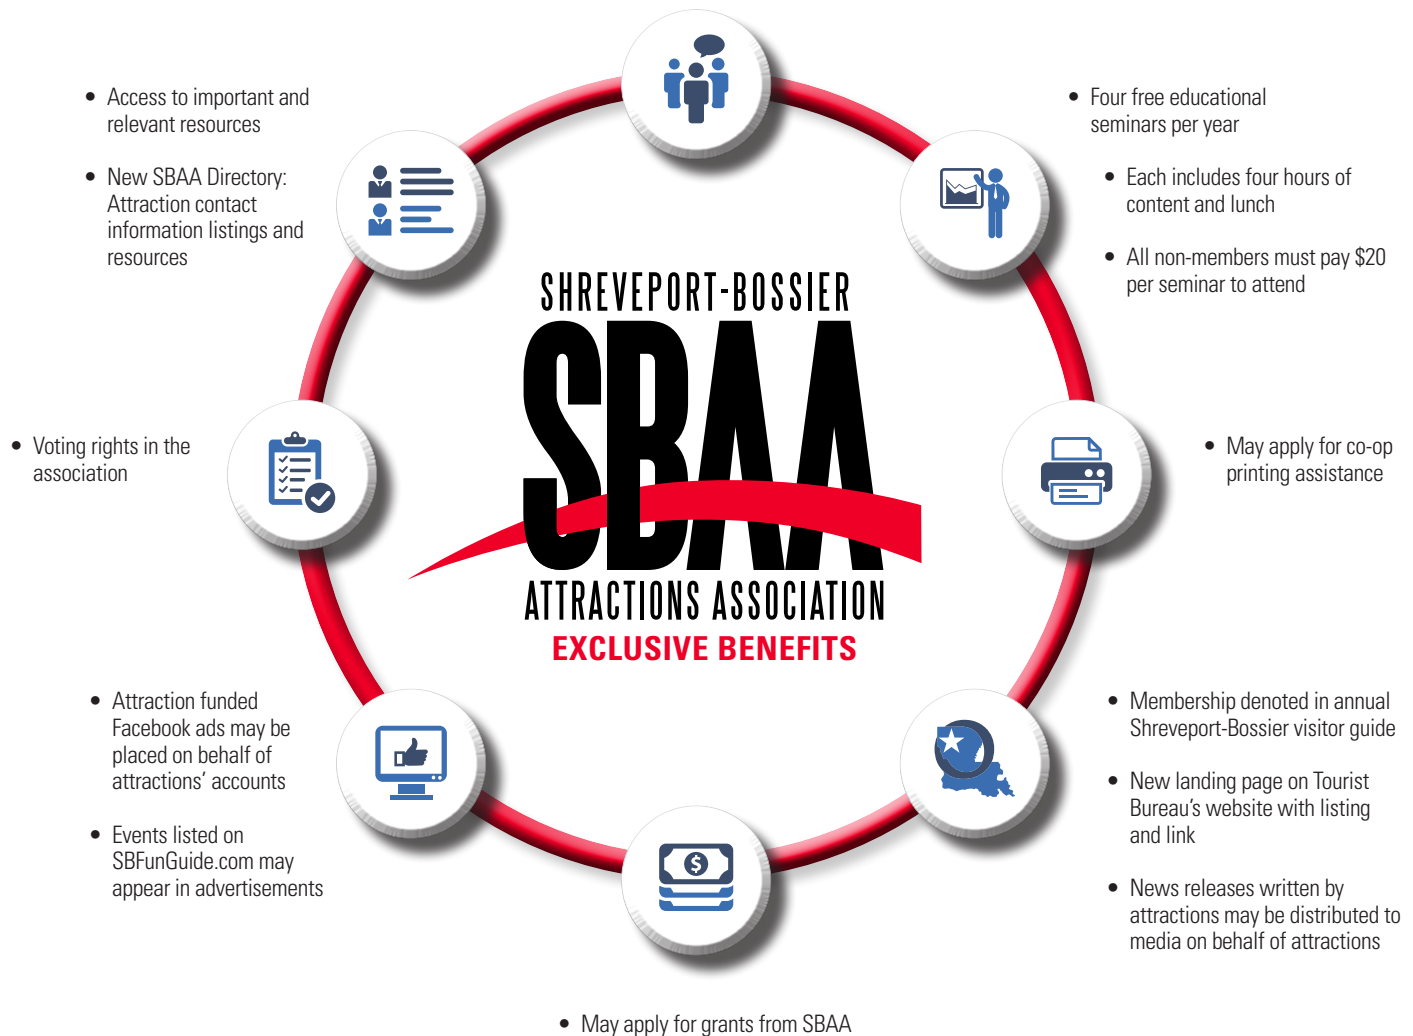 • Access to important and
relevant resources
• New SBAA Directory:
Attraction contact
information listings and
resources
• Four free educational
seminars per year
• Each includes four hours of
content and lunch
• All non-members must pay $20
per seminar to attend
SHREVEPORT-BOSSIER
SBAA
ATTRACTIONS ASSOCIATION
EXCLUSIVE BENEFITS
• Voting rights in the
association
• May apply for co-op
printing assistance
• Attraction funded
Facebook ads may be
placed on behalf of
attractions’ accounts
• Events listed on
SBFunGuide.com may
appear in advertisements
$
• Membership denoted in annual
Shreveport-Bossier visitor guide
• New landing page on Tourist
Bureau’s website with listing
and link
• News releases written by
attractions may be distributed to
media on behalf of attractions
• May apply for grants from SBAA